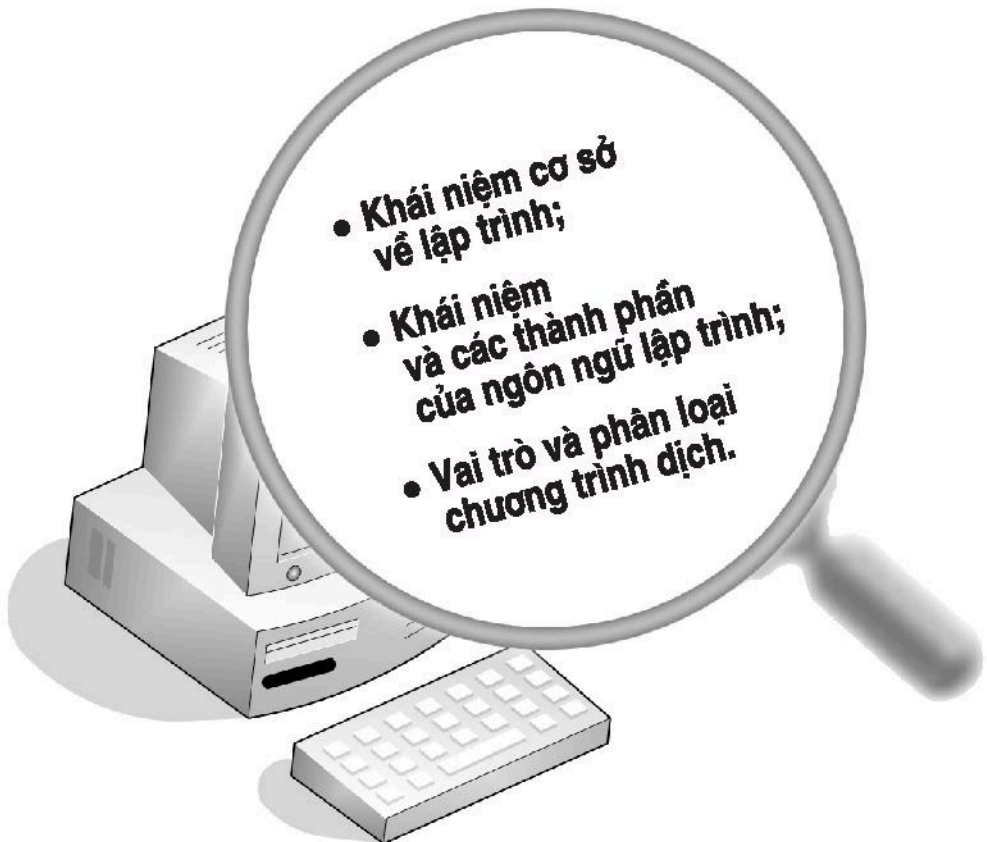 • Khái niệm cơ sở
về lập trình;
• Khái niệm
và các thành phần
của ngôn ngữ lập trình;
• Vai trò và phân loại
chương trình dịch.